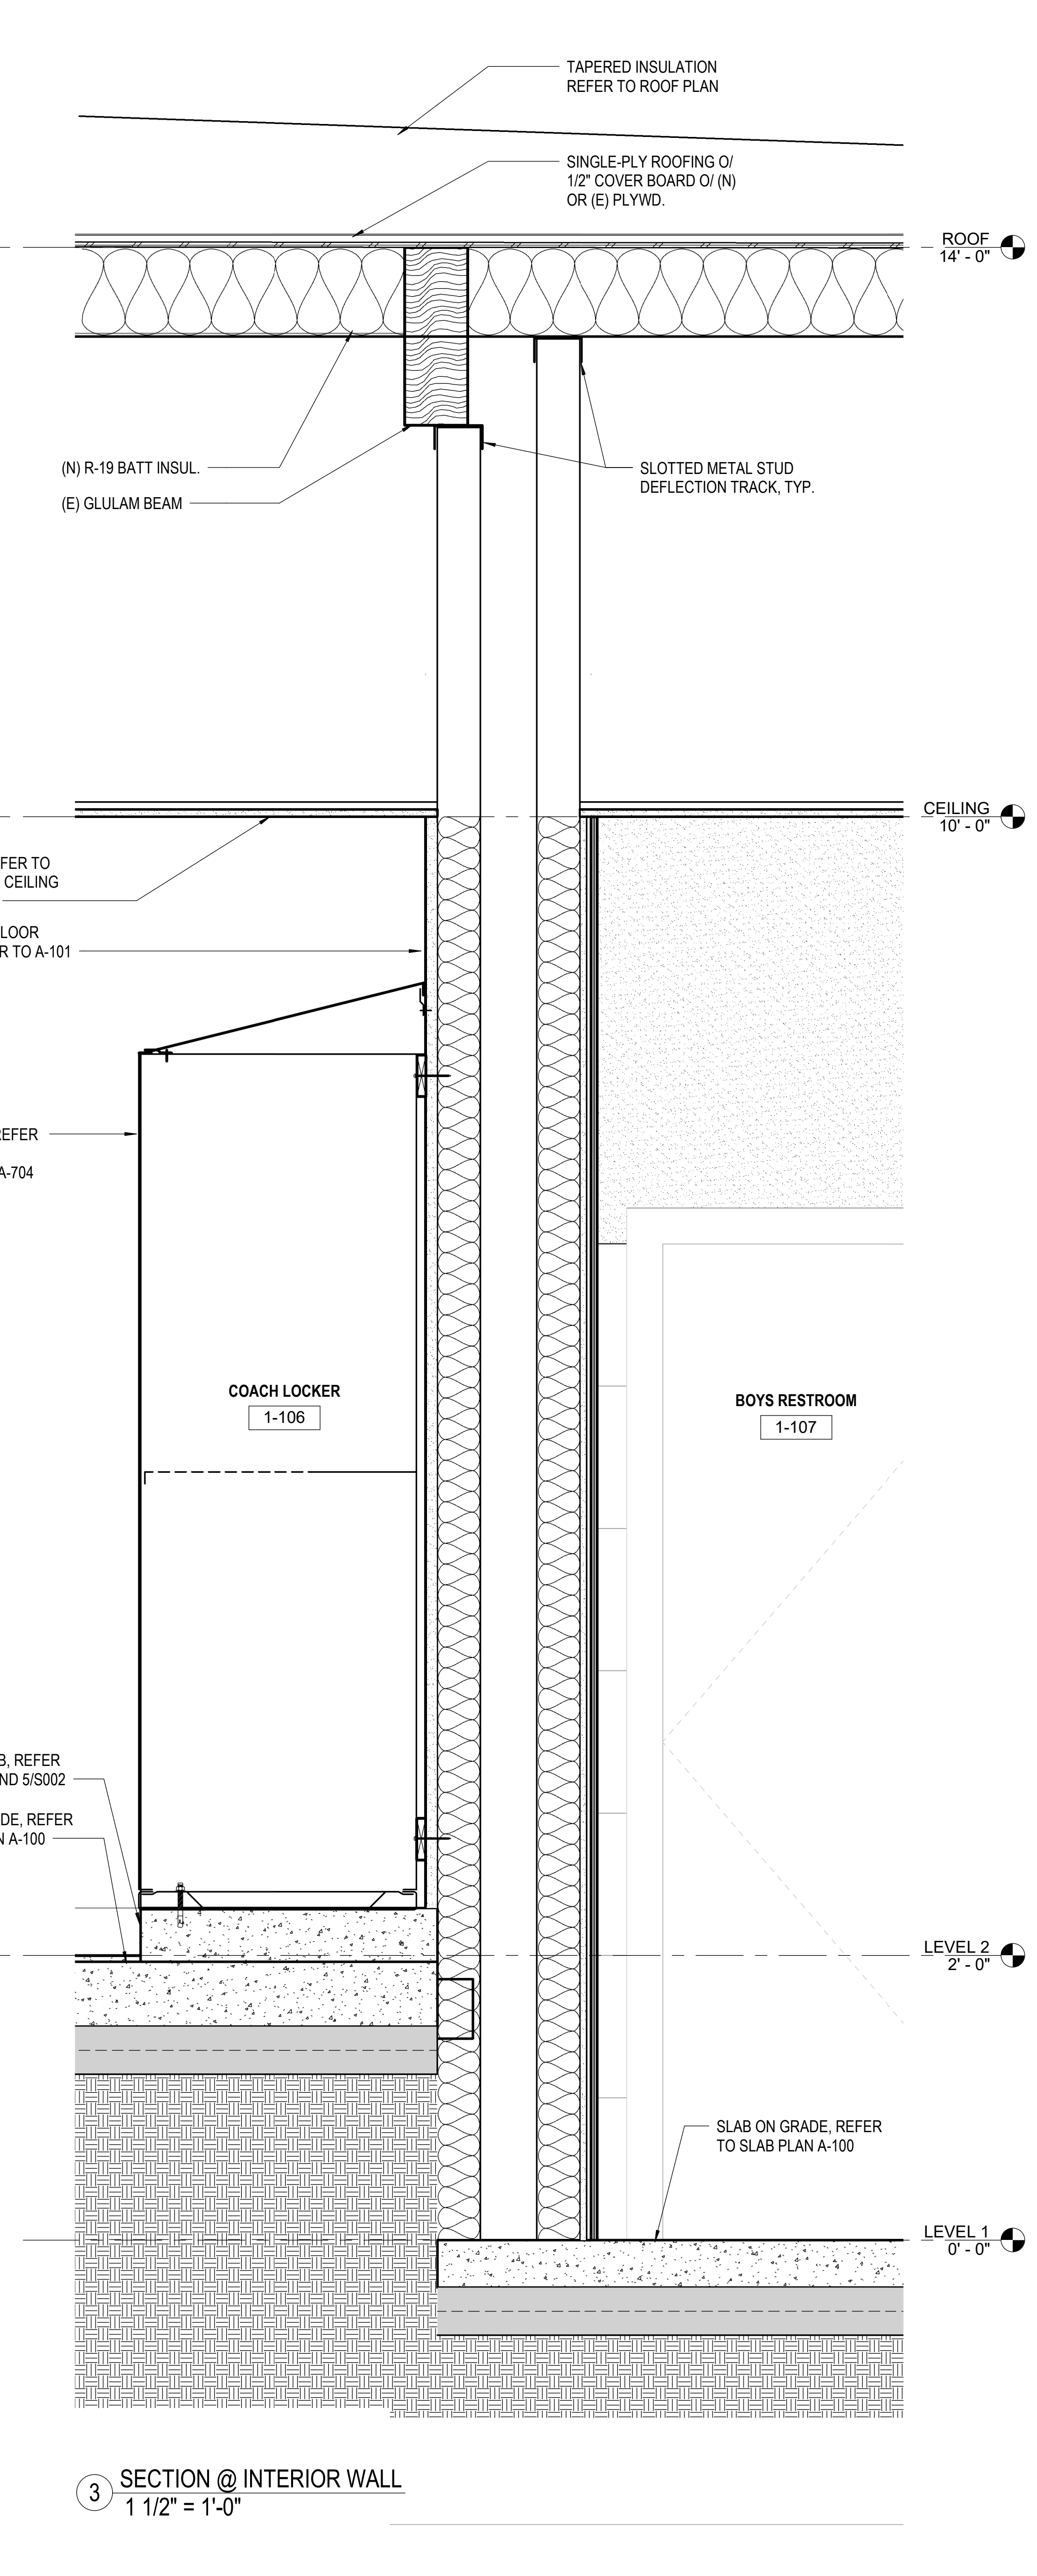 TAPERED INSULATION
REFER TO ROOF PLAN
SINGLE-PLY ROOFING O/
1/2" COVER BOARD O/ (N)
OR (E) PLYWD.
ROOF
14' - 0"
(N) R-19 BATT INSUL.
(E) GLULAM BEAM
SLOTTED METAL STUD
DEFLECTION TRACK, TYP.
CEILING
10' - 0"
FER TO
CEILING
LOOR
R TO A-101
REFER
A-704
COACH LOCKER
1-106
BOYS RESTROOM
1-107
B, REFER
ND 5/S002
DE, REFER
N A-100
LEVEL 2
2' - 0"
SLAB ON GRADE, REFER
TO SLAB PLAN A-100
LEVEL 1
0' - 0"
3
SECTION @ INTERIOR WALL
1 1/2" = 1'-0"